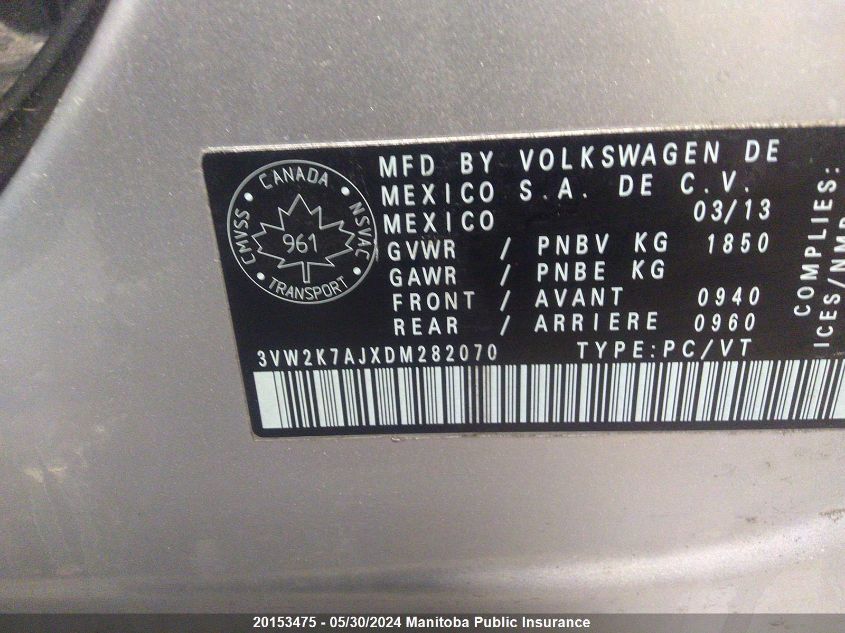 CANADA
CMVSS
NSVAC
961
TRANSPORT
MFD BY VOLKSWAGEN DE
MEXICO S.A. DE C.V.
MEXICO 03/13
GVWR / PNBV KG 1850
GAWR / PNBE KG
FRONT / AVANT 0940
REAR / ARRIERE 0960
3VW2K7AJXDM282070 TYPE:PC/VT
COMPLIES:
20153475 - 05/30/2024 Manitoba Public Insurance